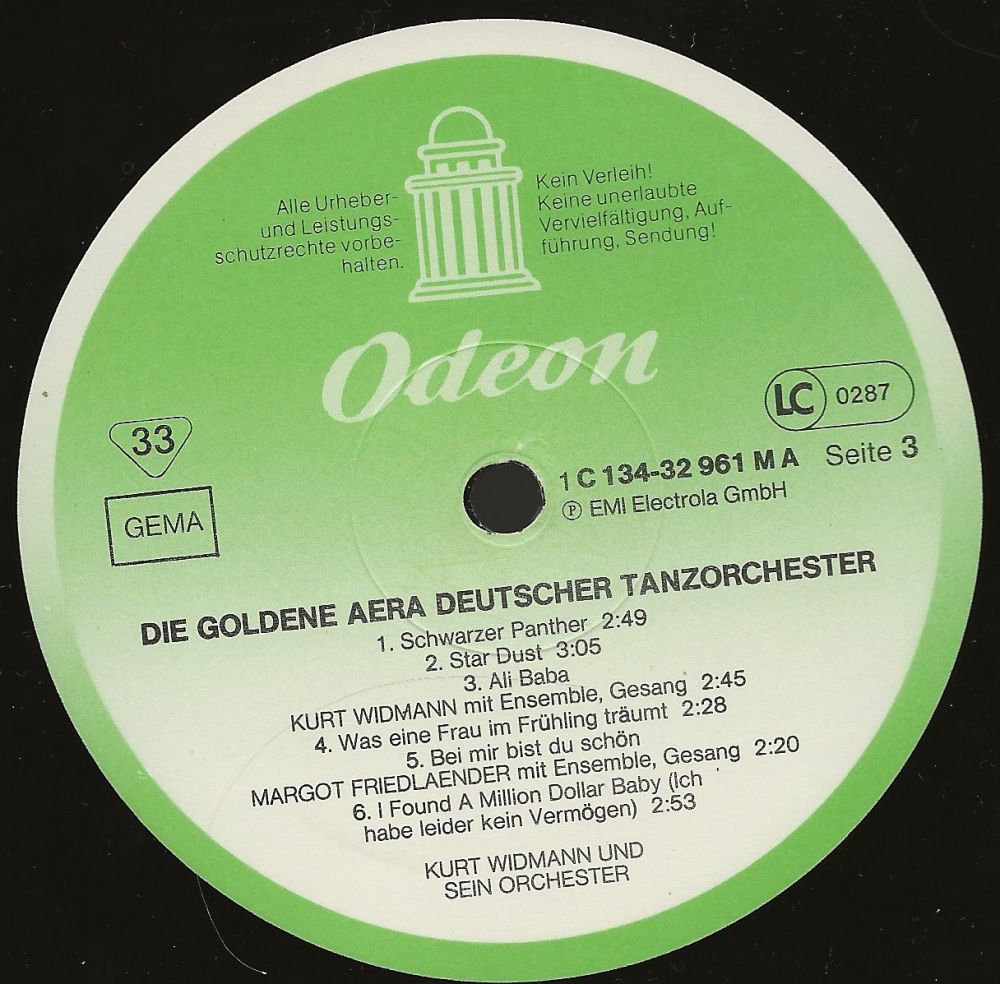 Alle Urheber-
und Leistungs-
schutzrechte vorbe-
halten.
Kein Verleih!
Keine unerlaubte
Vervielfältigung, Auf-
führung, Sendung!
Odeon
33
GEMA
LC 0287
1 C 134-32 961 M A Seite 3
Ⓟ EMI Electrola GmbH
DIE GOLDENE AERA DEUTSCHER TANZORCHESTER
1. Schwarzer Panther 2:49
2. Star Dust 3:05
3. Ali Baba
KURT WIDMANN mit Ensemble, Gesang 2:45
4. Was eine Frau im Frühling träumt 2:28
5. Bei mir bist du schön
MARGOT FRIEDLAENDER mit Ensemble, Gesang 2:20
6. I Found A Million Dollar Baby (Ich
habe leider kein Vermögen) 2:53
KURT WIDMANN UND
SEIN ORCHESTER